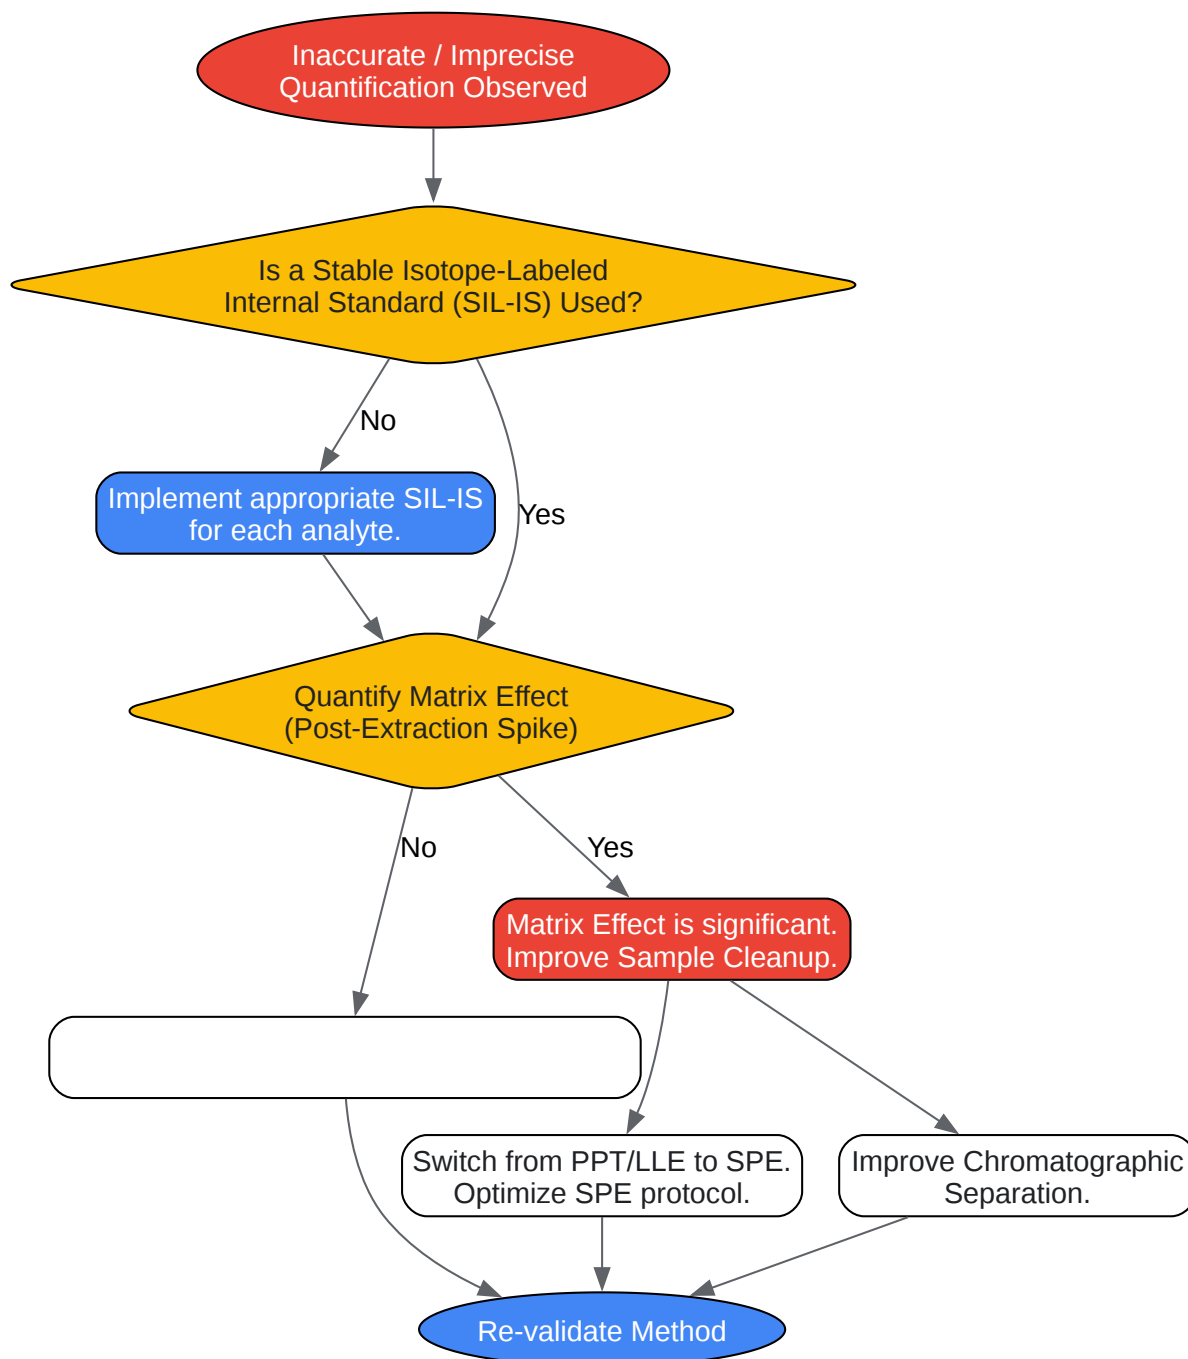 Inaccurate / Imprecise
Quantification Observed
Is a Stable Isotope-Labeled
Internal Standard (SIL-IS) Used?
No
Implement appropriate SIL-IS
for each analyte.
Yes
Quantify Matrix Effect
(Post-Extraction Spike)
No
Yes
Matrix Effect is significant.
Improve Sample Cleanup.
Switch from PPT/LLE to SPE.
Optimize SPE protocol.
Improve Chromatographic
Separation.
Re-validate Method